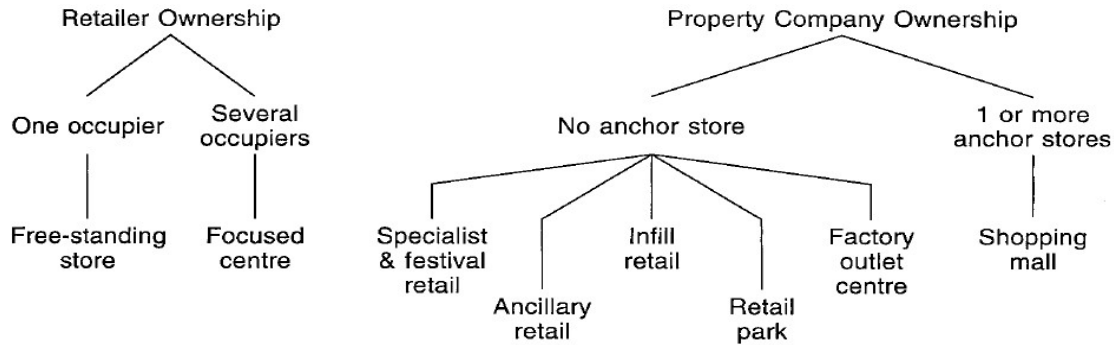 Retailer Ownership
Property Company Ownership
One occupier
Several
occupiers
No anchor store
1 or more
anchor stores
Free-standing
store
Focused
centre
Specialist
& festival
retail
Ancillary
retail
Infill
retail
Retail
park
Factory
outlet
centre
Shopping
mall